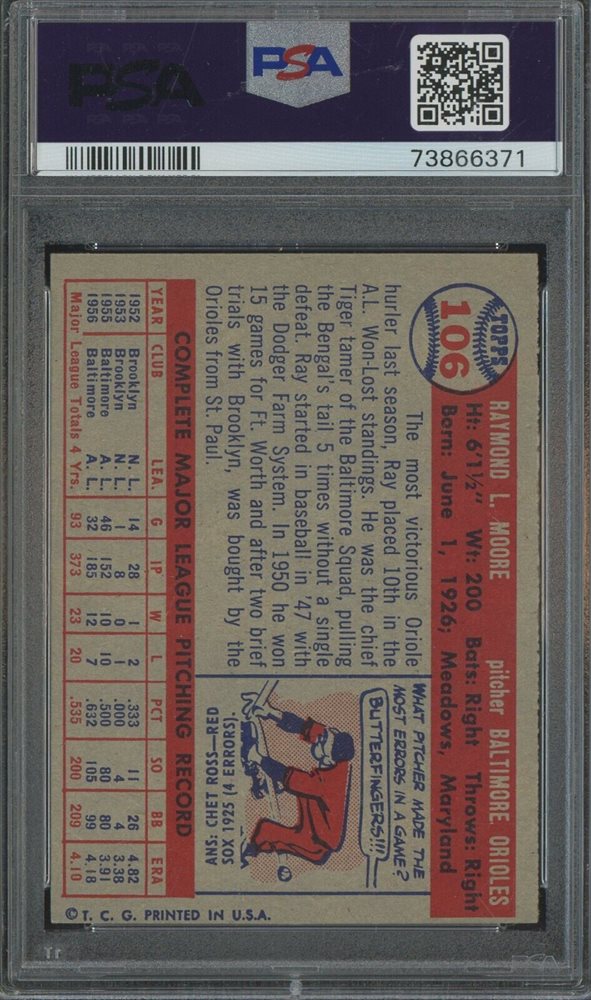 PSA
PSA
73866371
TOPPS
106
RAYMOND L. MOORE pitcher BALTIMORE ORIOLES
Ht: 6'1½" Wt: 200 Bats: Right Throws: Right
Born: June 1, 1926; Meadows, Maryland
The most victorious Oriole
hurler last season, Ray placed 10th in the
A.L. Won-Lost standings. He was the chief
Tiger tamer of the Baltimore Squad, pulling
the Bengal's tail 5 times without a single
defeat. Ray started in baseball in '47 with
the Dodger Farm System. In 1950 he won
15 games for Ft. Worth and after two brief
trials with Brooklyn, was bought by the
Orioles from St. Paul.
WHAT PITCHER MADE THE
MOST ERRORS IN A GAME?
BUTTERFINGERS!!!
ANS: CHET ROSS—RED
SOX 1925 (4 ERRORS).
COMPLETE MAJOR LEAGUE PITCHING RECORD
YEAR CLUB LEA. G IP W L PCT SO BB ERA
1952 Brooklyn N. L. 14 28 1 2 .333 11 26 4.82
1953 Brooklyn N. L. 1 8 0 1 .000 4 4 3.38
1955 Baltimore A. L. 46 152 10 10 .500 80 80 3.91
1956 Baltimore A. L. 32 185 12 7 .632 105 99 4.18
Major League Totals 4 Yrs. 93 373 23 20 .535 200 209 4.10
© T. C. G. PRINTED IN U.S.A.
PSA